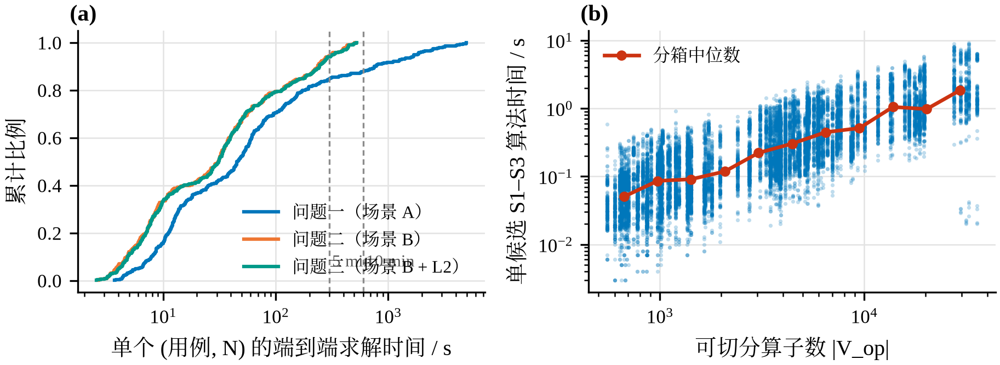 (a)
1.0
0.8
0.6
0.4
0.2
0.0
累计比例
问题一（场景 A）
问题二（场景 B）
问题三（场景 B + L2）
5 min
10 min
10¹
10²
10³
单个 (用例, N) 的端到端求解时间 / s
(b)
10¹
10⁰
10⁻¹
10⁻²
单候选 S1–S3 算法时间 / s
分箱中位数
10³
10⁴
可切分算子数 |V_op|